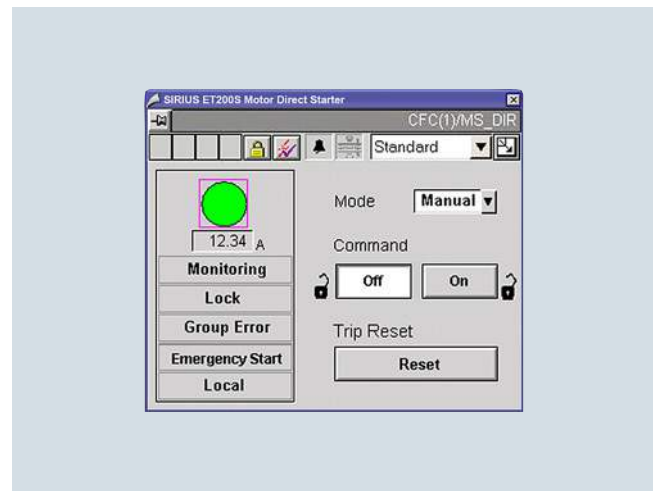 SIRIUS ET200S Motor Direct Starter
CFC(1)/MS_DIR
Standard
Mode Manual
12.34 A
Command
Monitoring
Off On
Lock
Group Error
Trip Reset
Emergency Start
Reset
Local